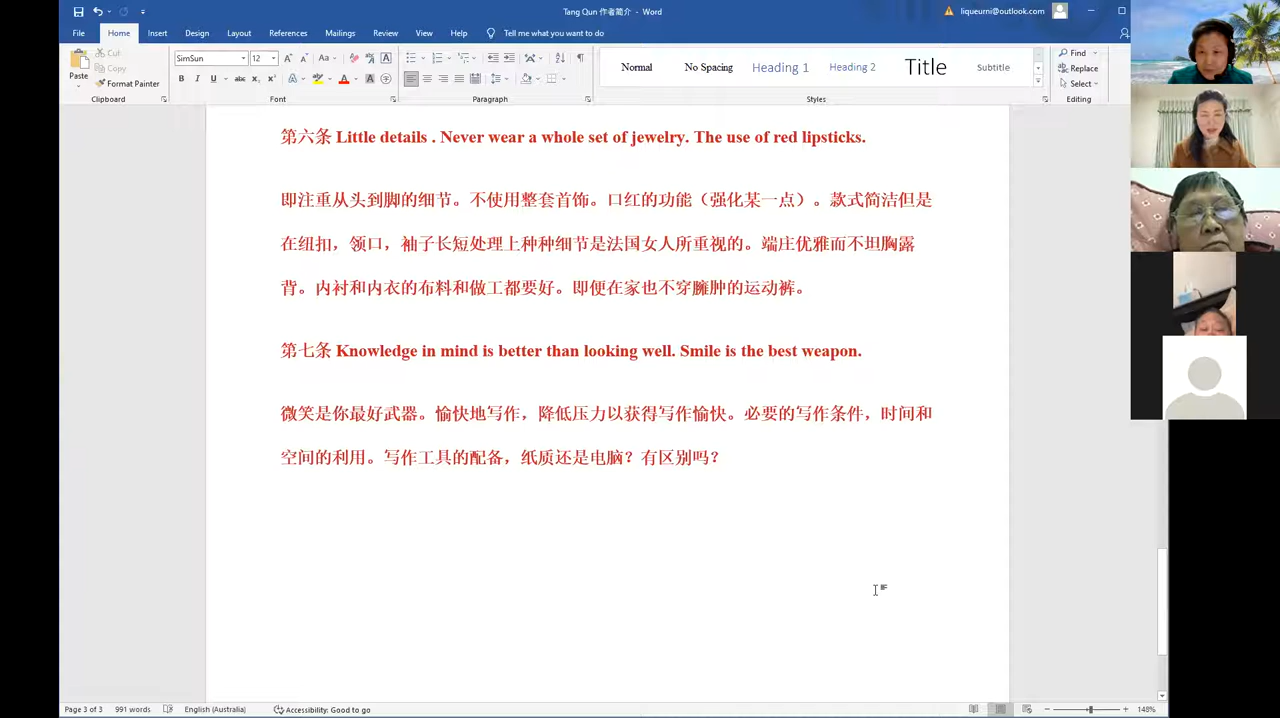 Tang Qun 作者简介 - Word
liqueurni@outlook.com
File Home Insert Design Layout References Mailings Review View Help Tell me what you want to do
Paste
Cut
Copy
Format Painter
Clipboard
SimSun 12
Font
Paragraph
Normal No Spacing Heading 1 Heading 2 Title Subtitle
Styles
Find
Replace
Select
Editing
第六条 Little details . Never wear a whole set of jewelry. The use of red lipsticks.
即注重从头到脚的细节。不使用整套首饰。口红的功能（强化某一点）。款式简洁但是
在纽扣，领口，袖子长短处理上种种细节是法国女人所重视的。端庄优雅而不坦胸露
背。内衬和内衣的布料和做工都要好。即便在家也不穿臃肿的运动裤。
第七条 Knowledge in mind is better than looking well. Smile is the best weapon.
微笑是你最好武器。愉快地写作，降低压力以获得写作愉快。必要的写作条件，时间和
空间的利用。写作工具的配备，纸质还是电脑？有区别吗？
Page 3 of 3 991 words English (Australia) Accessibility: Good to go 148%